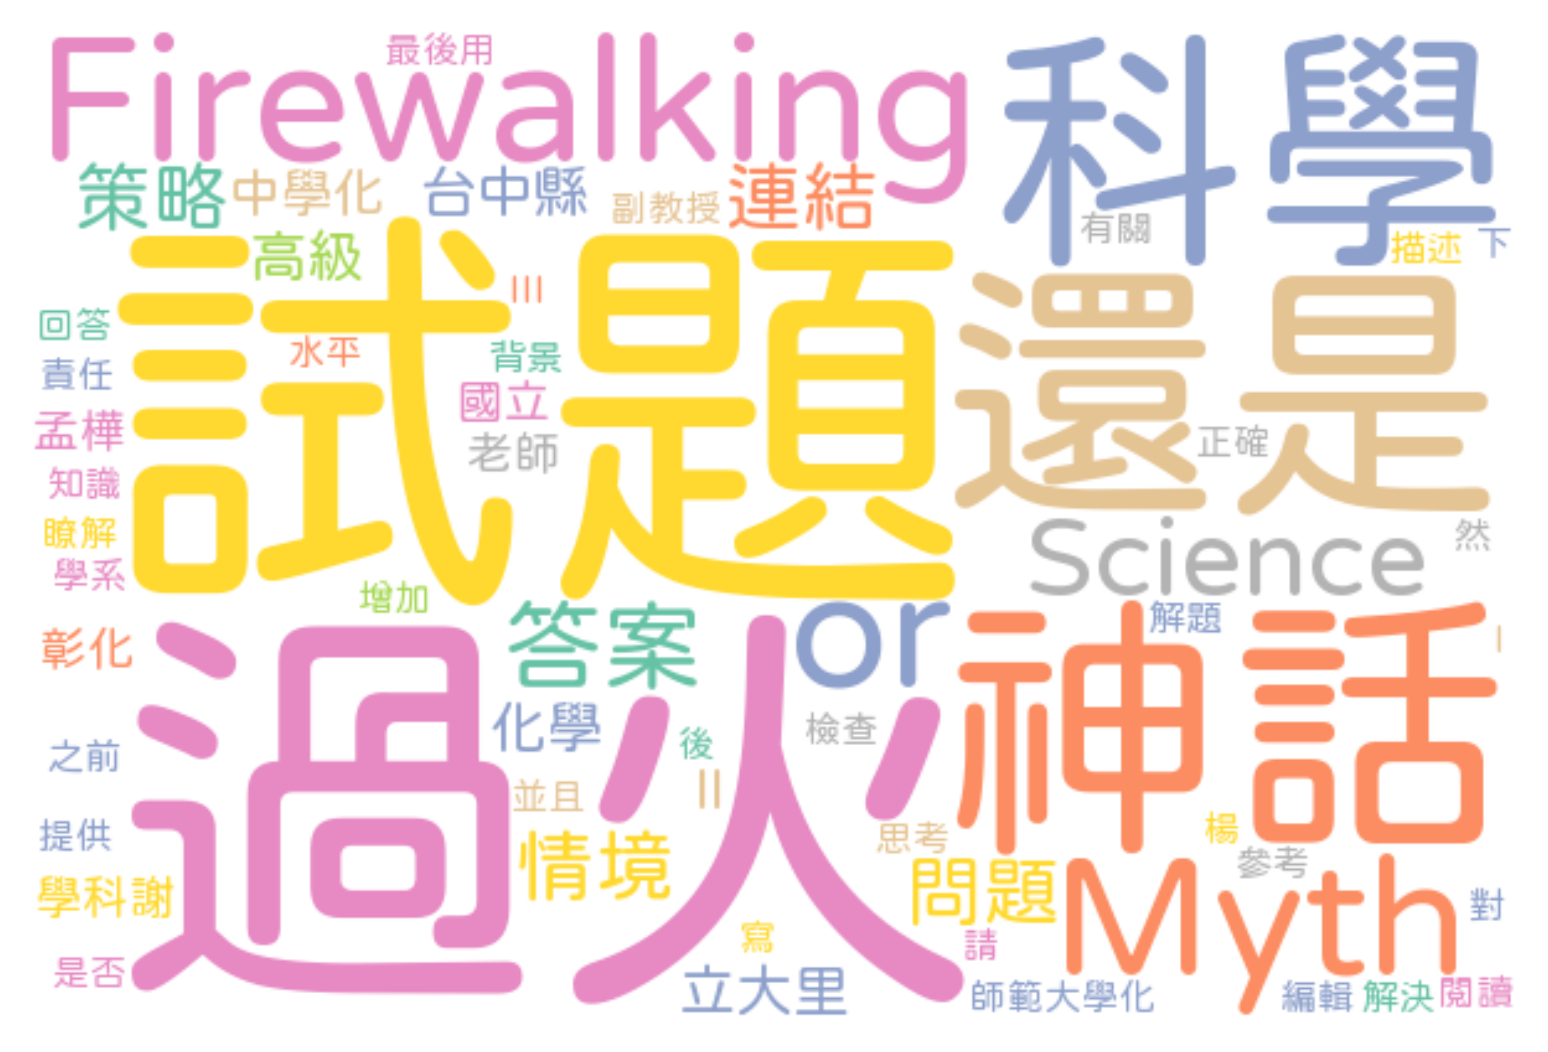 Firewalking
最後用
科學
策略
中學化
台中縣
副教授
連結
有關
描述
下
高級
試題
III
還是
回答
水平
背景
責任
國立
孟樺
老師
正確
知識
瞭解
Science
然
學系
增加
答案
or
神話
解題
I
彰化
過火
化學
後
檢查
之前
II
並且
提供
情境
思考
楊
問題
Myth
參考
學科謝
對
寫
請
是否
立大里
師範大學化
編輯
解決
閱讀